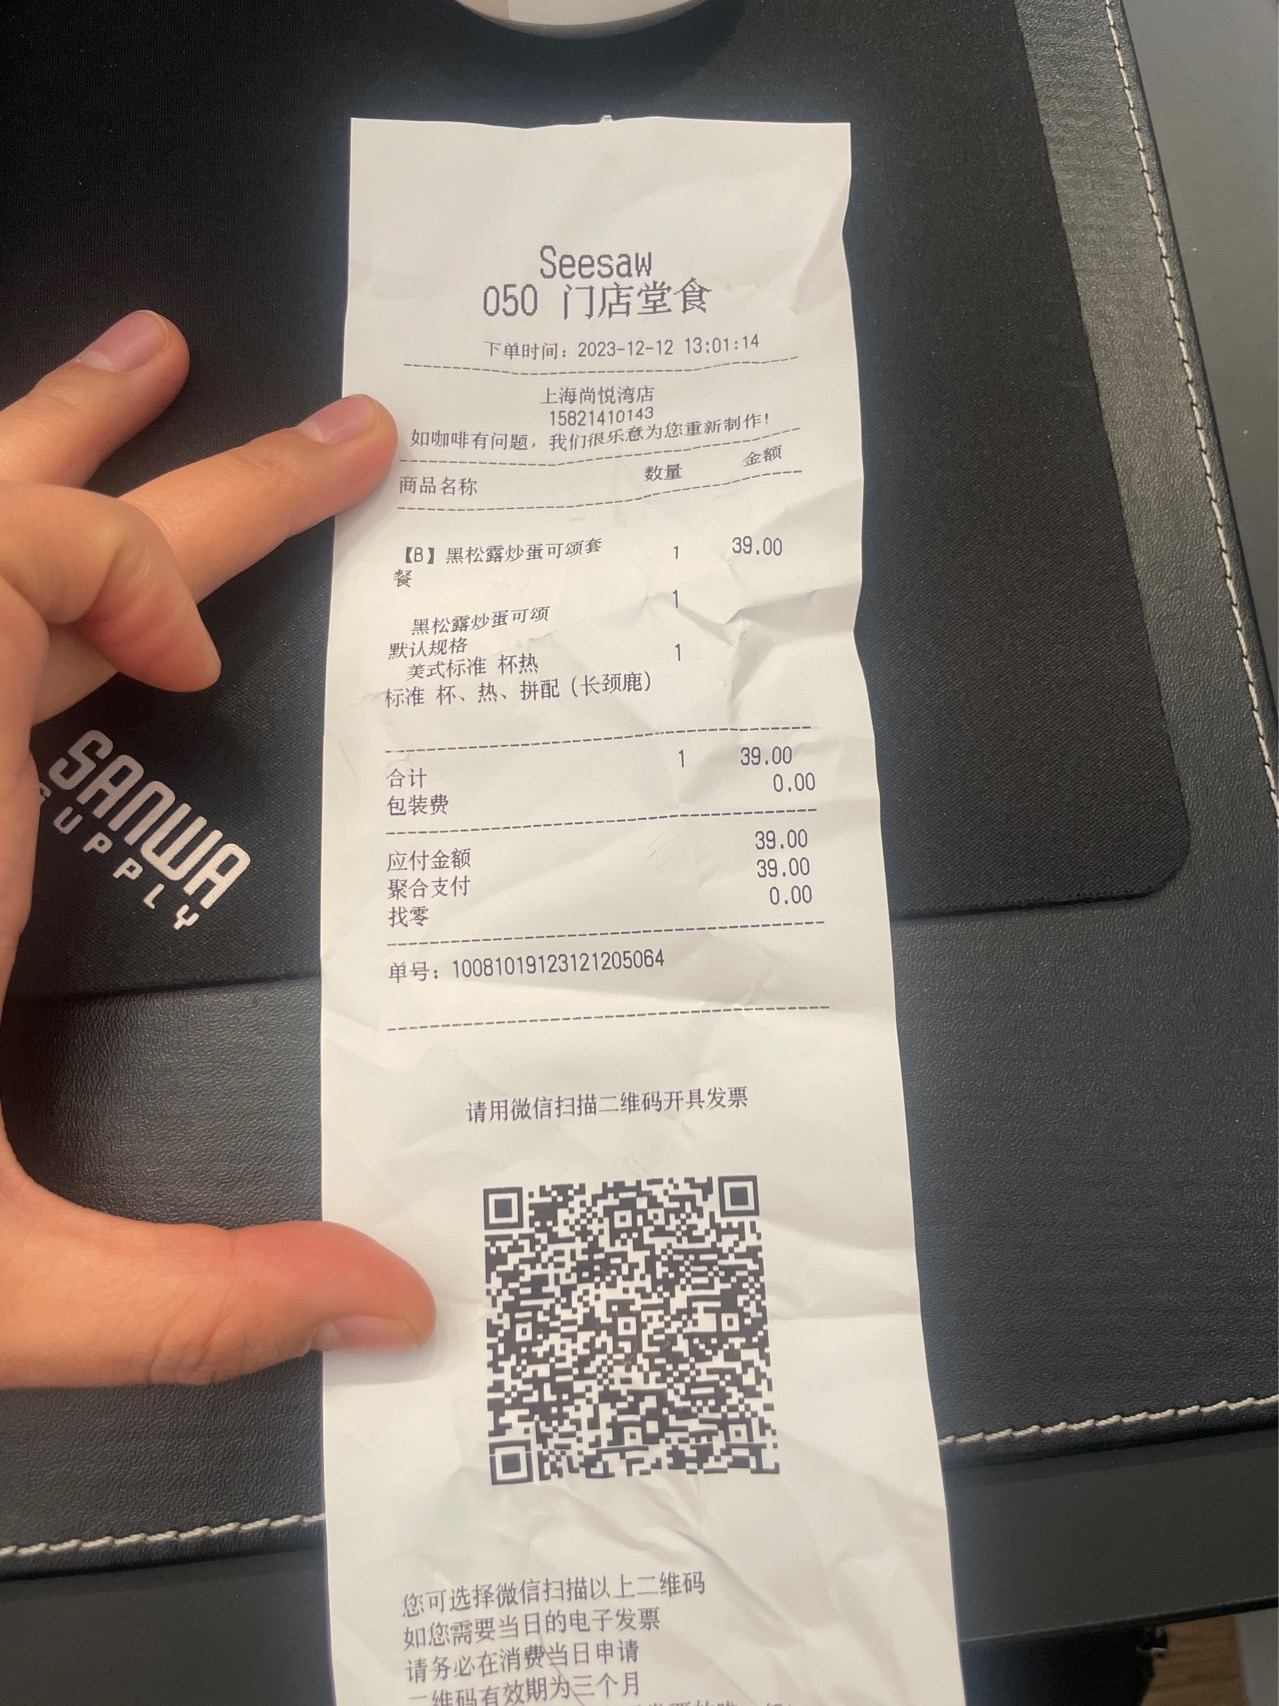 Seesaw
050 门店堂食
下单时间：2023-12-12 13:01:14
上海尚悦湾店
15821410143
如咖啡有问题，我们很乐意为您重新制作！
商品名称 数量 金额
【B】黑松露炒蛋可颂套 1 39.00
餐
黑松露炒蛋可颂 1
默认规格
美式标准 杯热 1
标准 杯、热、拼配（长颈鹿）
合计 1 39.00
包装费 0.00
应付金额 39.00
聚合支付 39.00
找零 0.00
单号：10081019123121205064
请用微信扫描二维码开具发票
您可选择微信扫描以上二维码
如您需要当日的电子发票
请务必在消费当日申请
二维码有效期为三个月
SANWA
SUPPLY